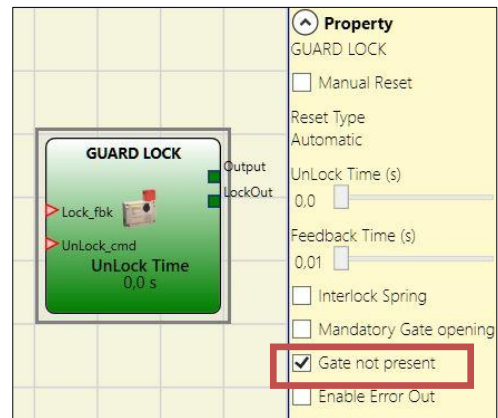 GUARD LOCK
Output
LockOut
Lock_fbk
UnLock_cmd
UnLock Time
0,0 s
Property
GUARD LOCK
Manual Reset
Reset Type
Automatic
UnLock Time (s)
0,0
Feedback Time (s)
0,01
Interlock Spring
Mandatory Gate opening
Gate not present
Enable Error Out